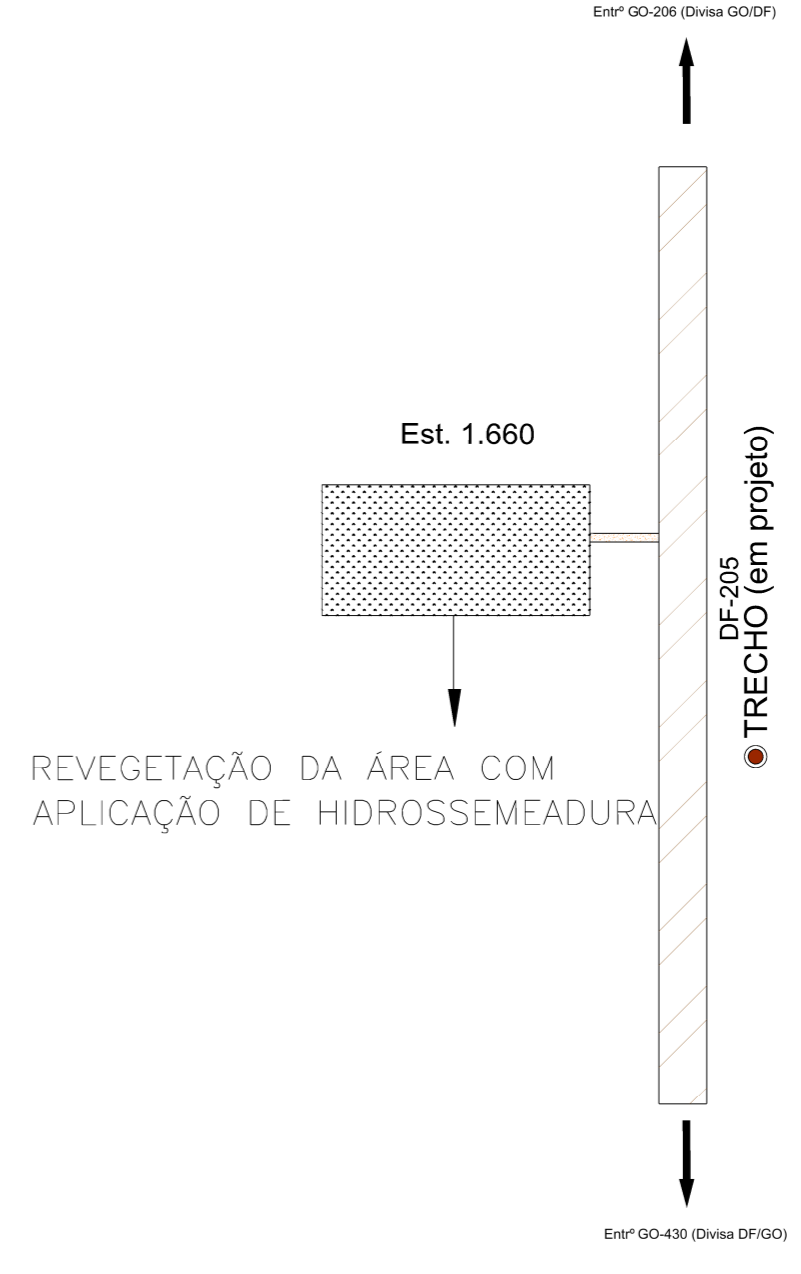 Entrº GO-206 (Divisa GO/DF)
Est. 1.660
DF-205
TRECHO (em projeto)
REVEGETAÇÃO DA ÁREA COM
APLICAÇÃO DE HIDROSSEMEADURA
Entrº GO-430 (Divisa DF/GO)